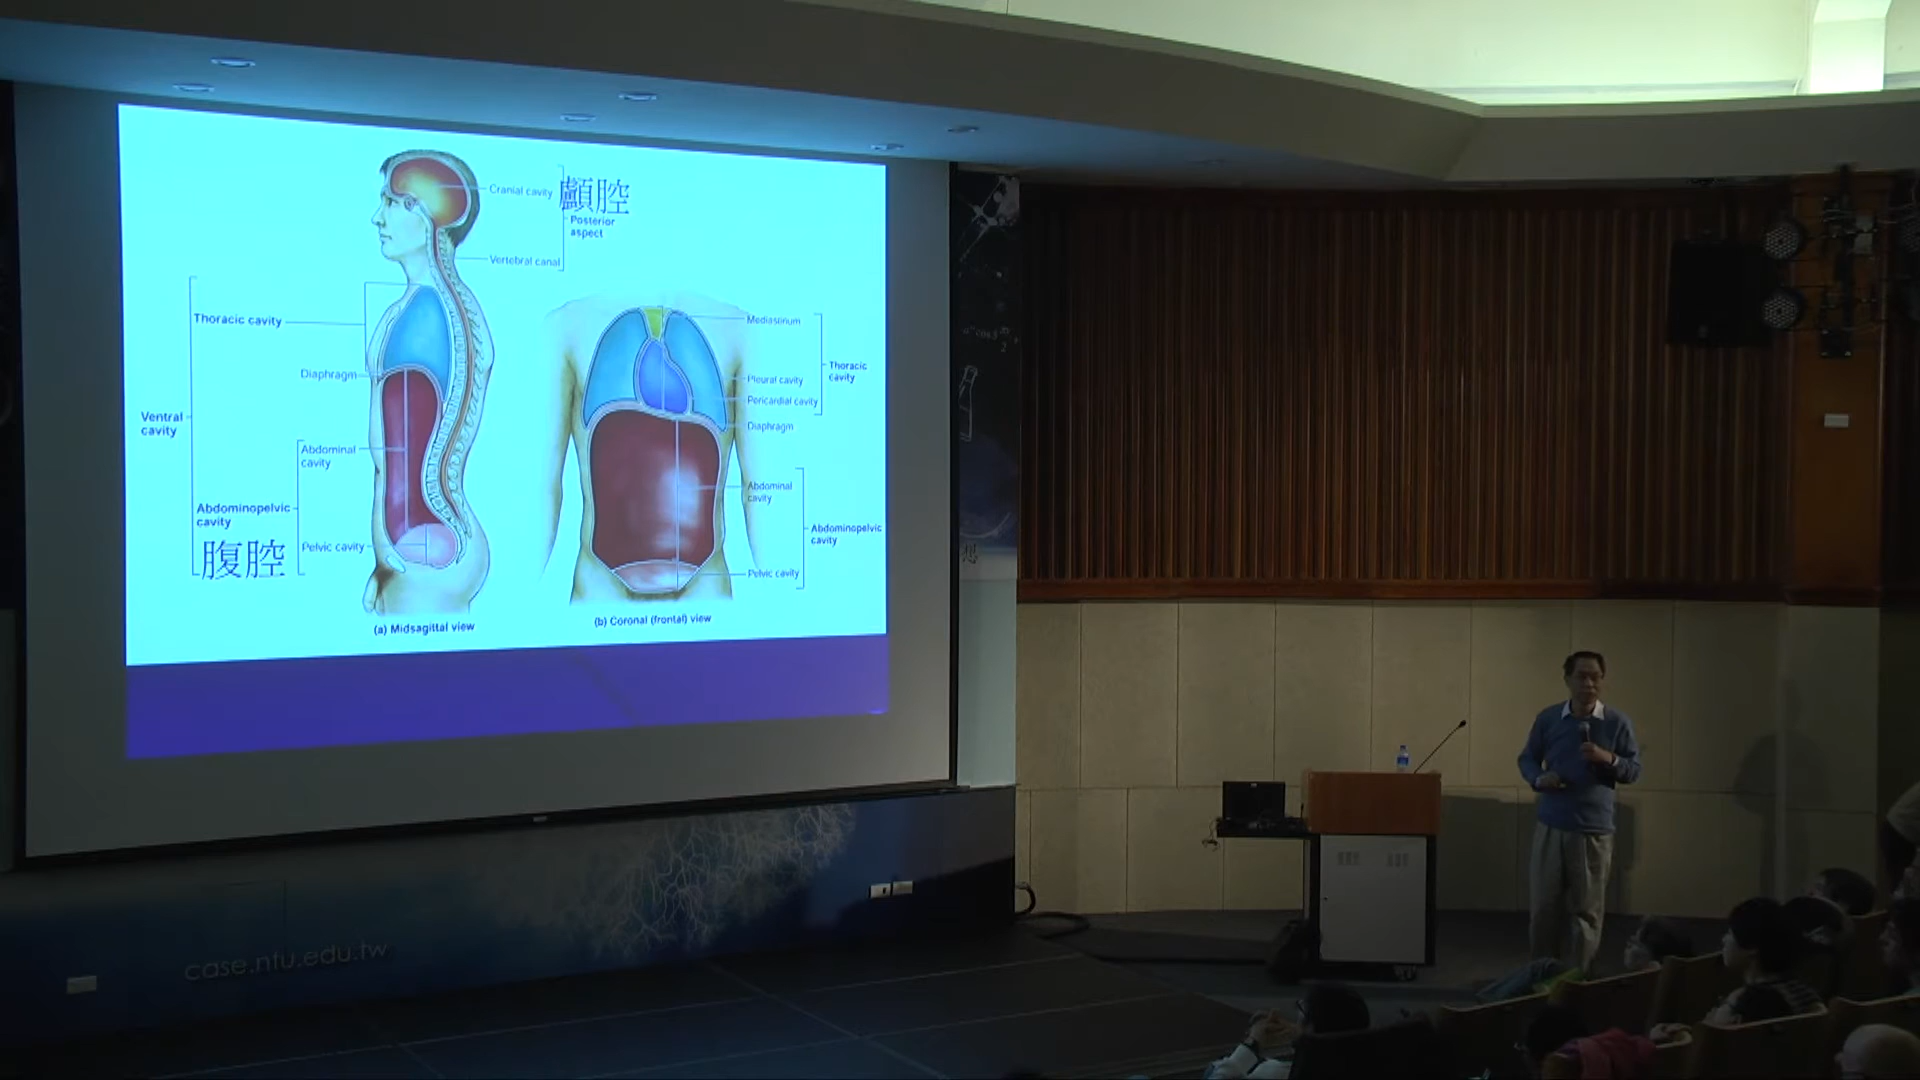 Cranial cavity
顱腔
Posterior
aspect
Vertebral canal
Thoracic cavity
Diaphragm
Ventral
cavity
Abdominal
cavity
Abdominopelvic
cavity
腹腔
Pelvic cavity
(a) Midsagittal view
Mediastinum
Thoracic
cavity
Pleural cavity
Pericardial cavity
Diaphragm
Abdominal
cavity
Abdominopelvic
cavity
Pelvic cavity
(b) Coronal (frontal) view
想
case.ntu.edu.tw